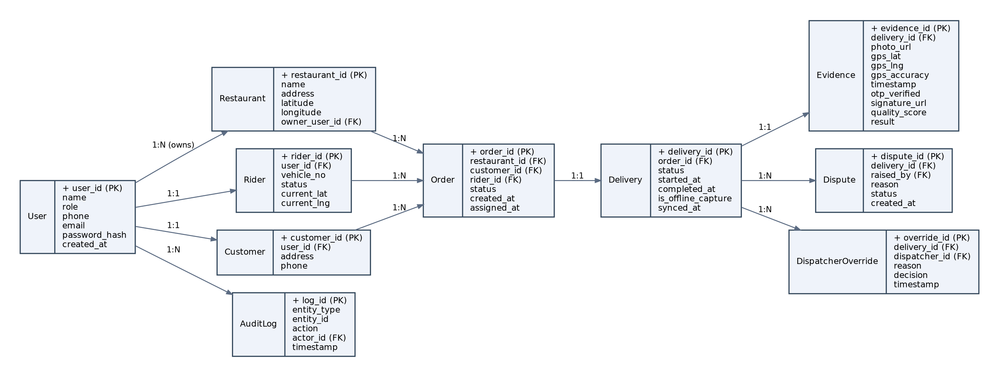 User
+ user_id (PK)
name
role
phone
email
password_hash
created_at
1:N (owns)
1:1
1:1
1:N
Restaurant
+ restaurant_id (PK)
name
address
latitude
longitude
owner_user_id (FK)
Rider
+ rider_id (PK)
user_id (FK)
vehicle_no
status
current_lat
current_lng
Customer
+ customer_id (PK)
user_id (FK)
address
phone
AuditLog
+ log_id (PK)
entity_type
entity_id
action
actor_id (FK)
timestamp
1:N
1:N
1:N
Order
+ order_id (PK)
restaurant_id (FK)
customer_id (FK)
rider_id (FK)
status
created_at
assigned_at
1:1
Delivery
+ delivery_id (PK)
order_id (FK)
status
started_at
completed_at
is_offline_capture
synced_at
1:1
1:N
1:N
Evidence
+ evidence_id (PK)
delivery_id (FK)
photo_url
gps_lat
gps_lng
gps_accuracy
timestamp
otp_verified
signature_url
quality_score
result
Dispute
+ dispute_id (PK)
delivery_id (FK)
raised_by (FK)
reason
status
created_at
DispatcherOverride
+ override_id (PK)
delivery_id (FK)
dispatcher_id (FK)
reason
decision
timestamp